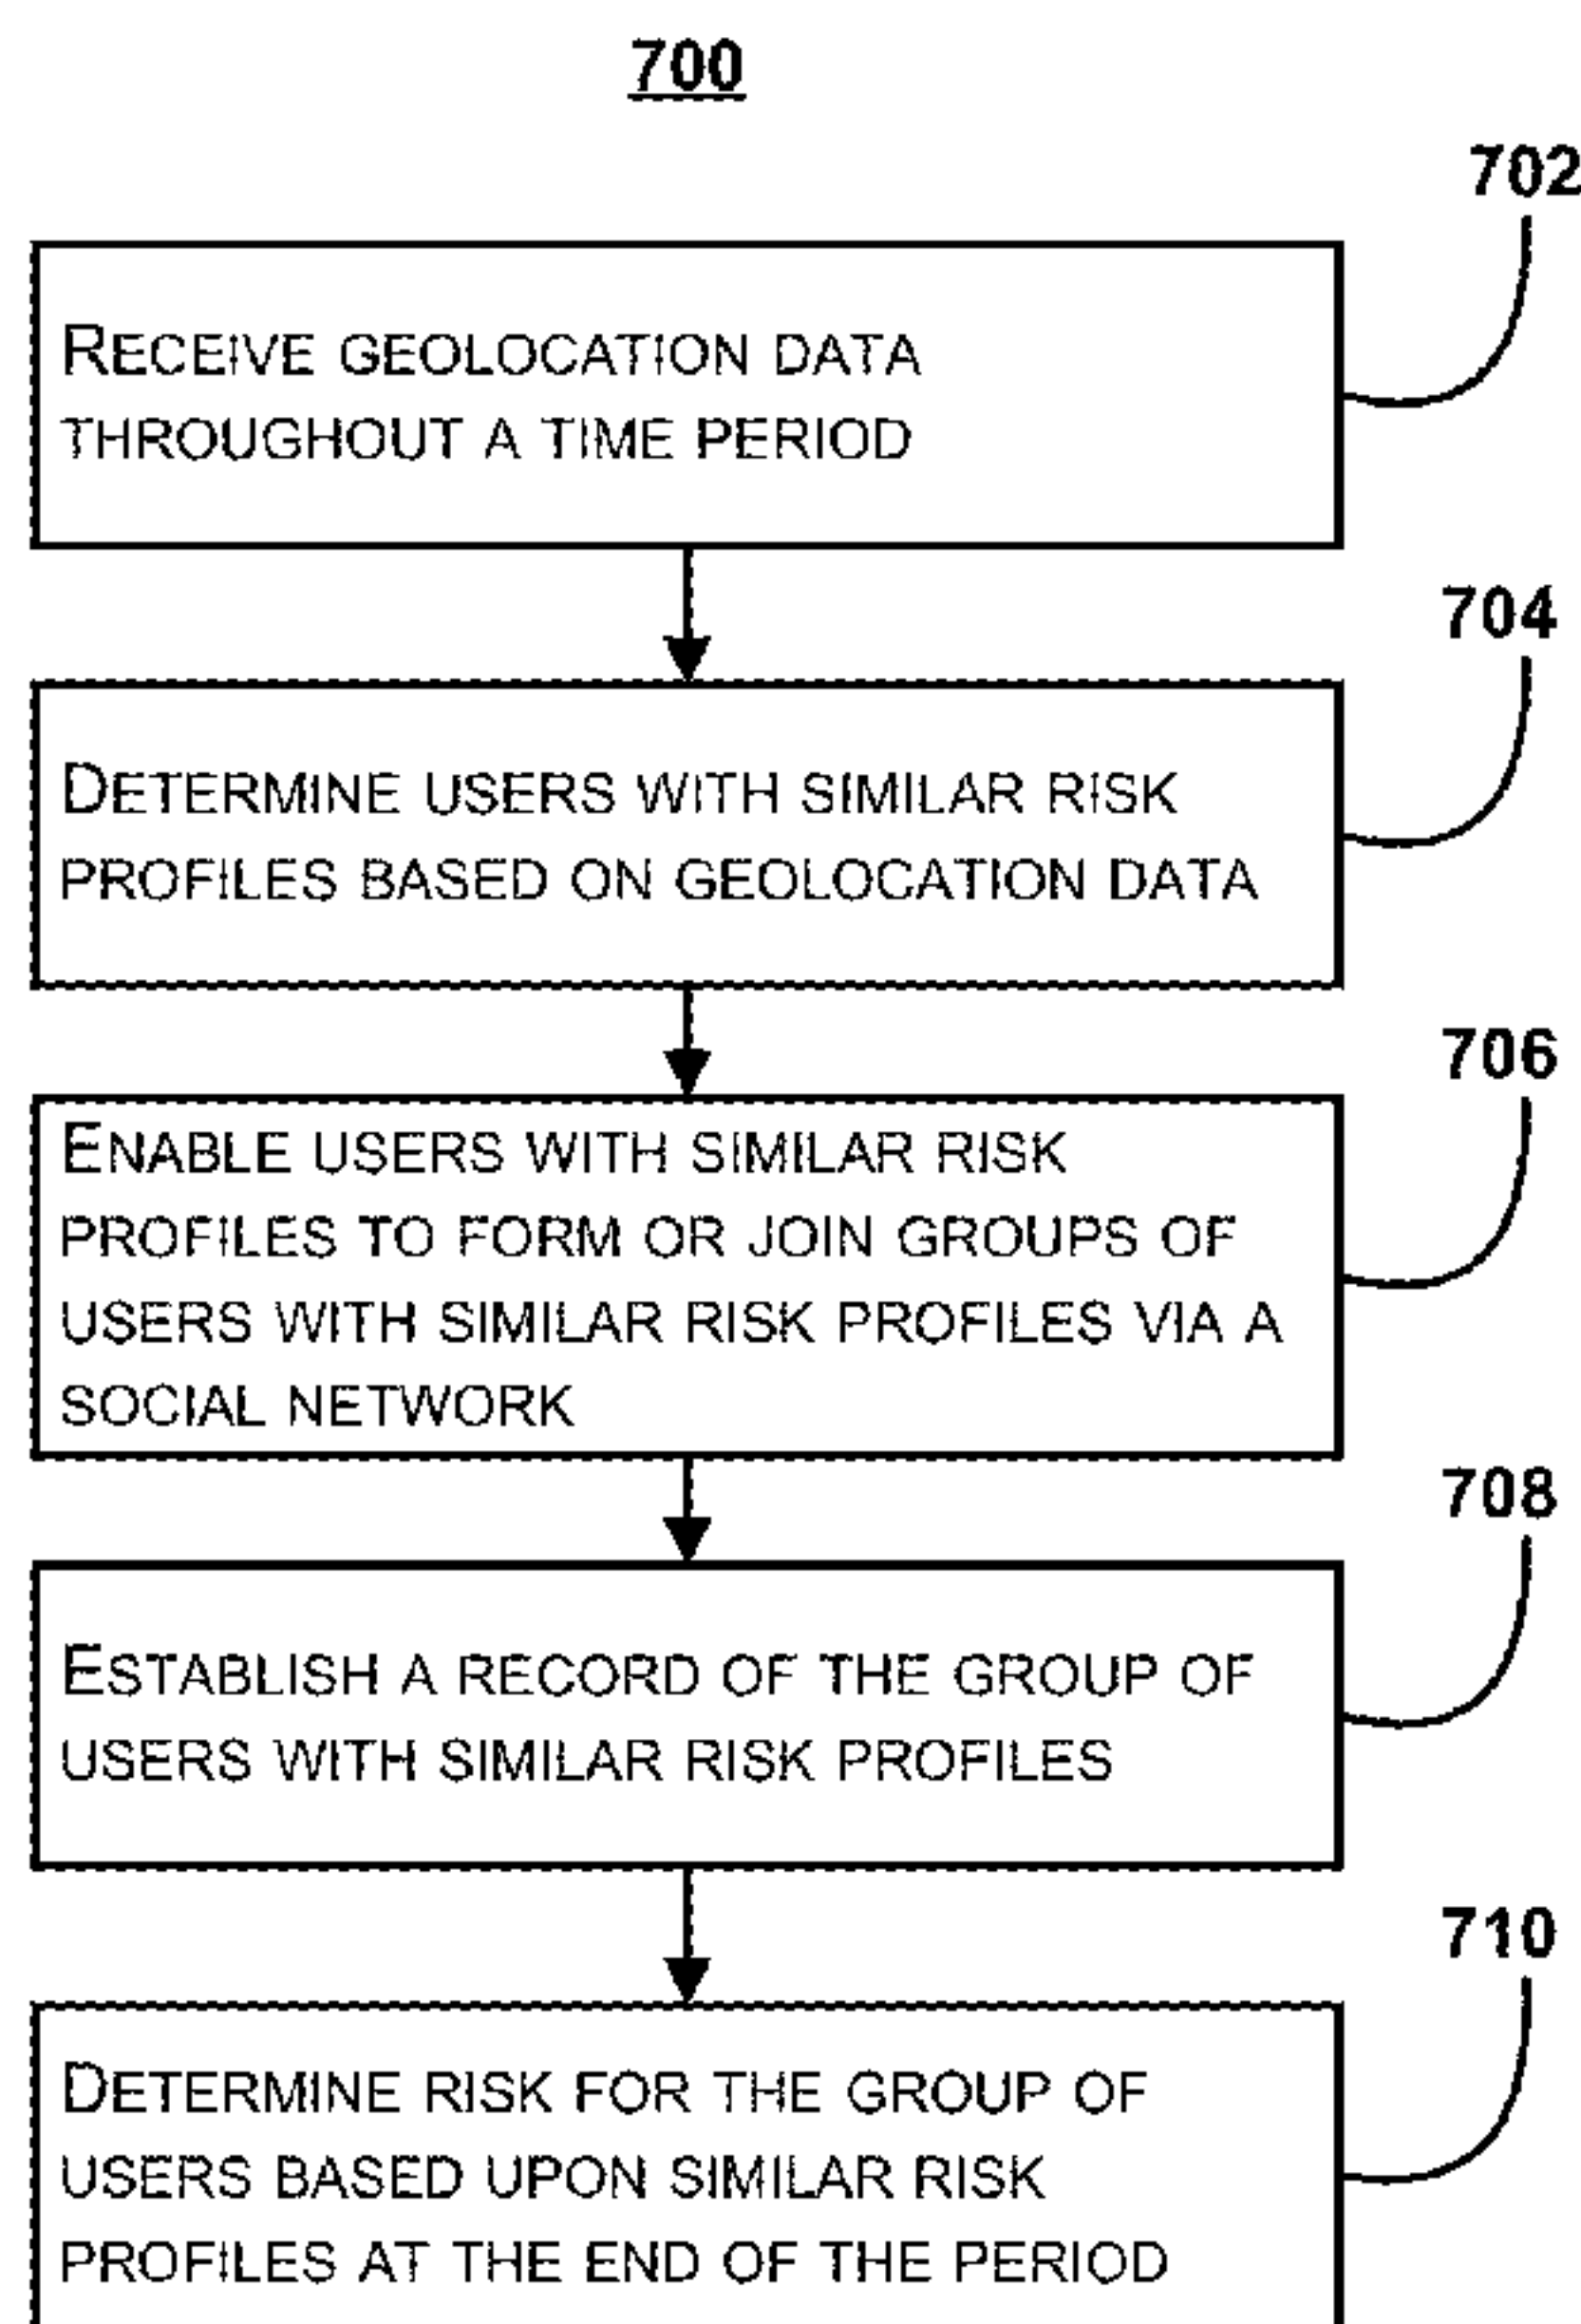 700
702
RECEIVE GEOLOCATION DATA
THROUGHOUT A TIME PERIOD
704
DETERMINE USERS WITH SIMILAR RISK
PROFILES BASED ON GEOLOCATION DATA
706
ENABLE USERS WITH SIMILAR RISK
PROFILES TO FORM OR JOIN GROUPS OF
USERS WITH SIMILAR RISK PROFILES VIA A
SOCIAL NETWORK
708
ESTABLISH A RECORD OF THE GROUP OF
USERS WITH SIMILAR RISK PROFILES
710
DETERMINE RISK FOR THE GROUP OF
USERS BASED UPON SIMILAR RISK
PROFILES AT THE END OF THE PERIOD